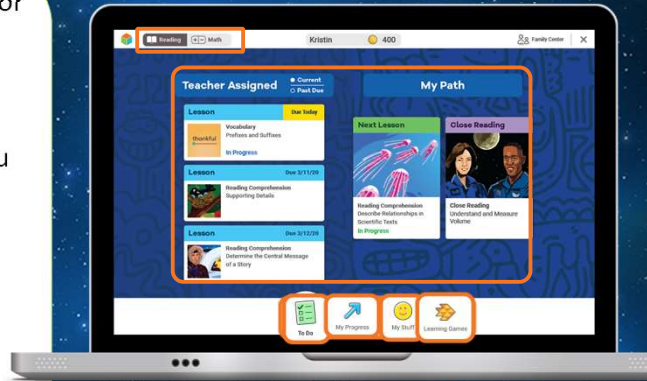 or
u
Reading
Math
Kristin
400
Family Center
Teacher Assigned
Current
Past Due
My Path
Lesson
Due Today
thankful
Vocabulary
Prefixes and Suffixes
In Progress
Lesson
Due 3/11/20
Reading Comprehension
Supporting Details
Lesson
Due 3/12/20
Reading Comprehension
Determine the Central Message
of a Story
Next Lesson
Reading Comprehension
Describe Relationships in
Scientific Texts
In Progress
Close Reading
Close Reading
Understand and Measure
Volume
To Do
My Progress
My Stuff
Learning Games